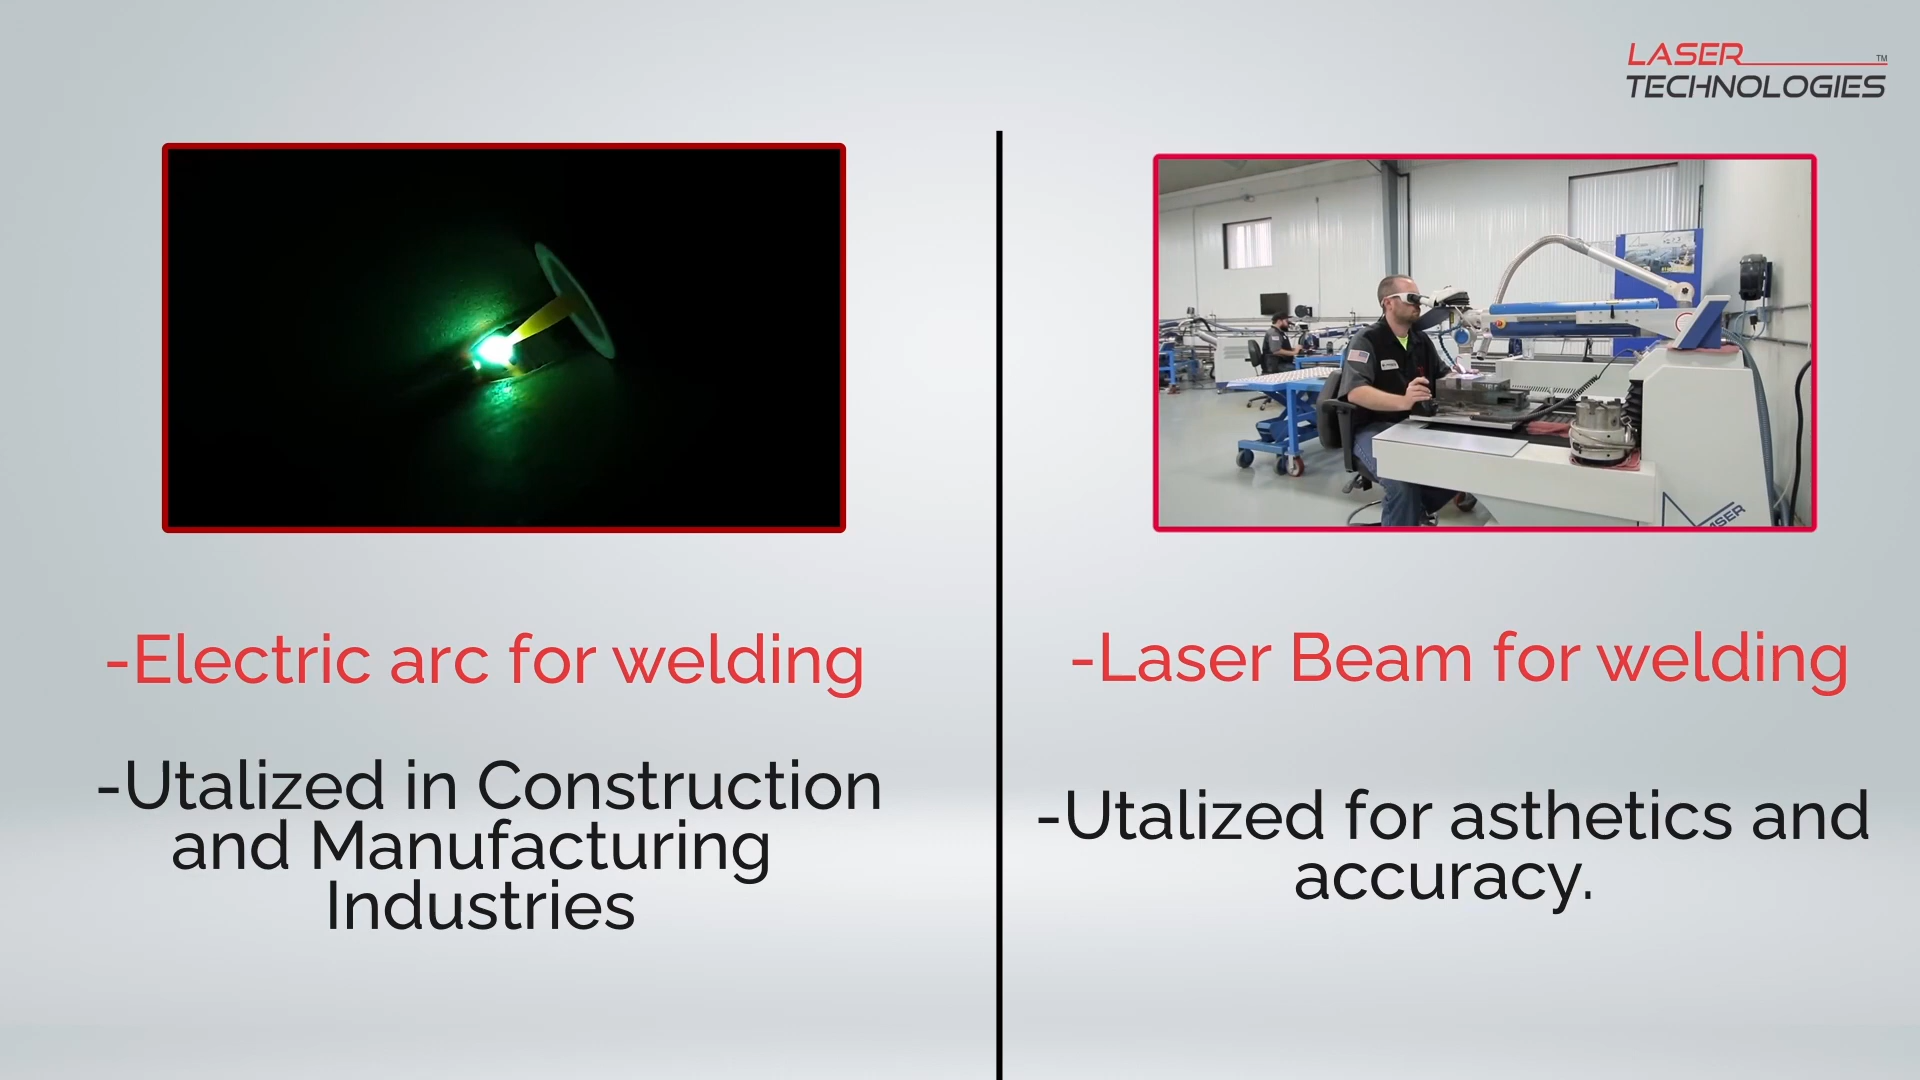 LASER
TM
TECHNOLOGIES
-Electric arc for welding
-Utalized in Construction
and Manufacturing
Industries
-Laser Beam for welding
-Utalized for asthetics and
accuracy.